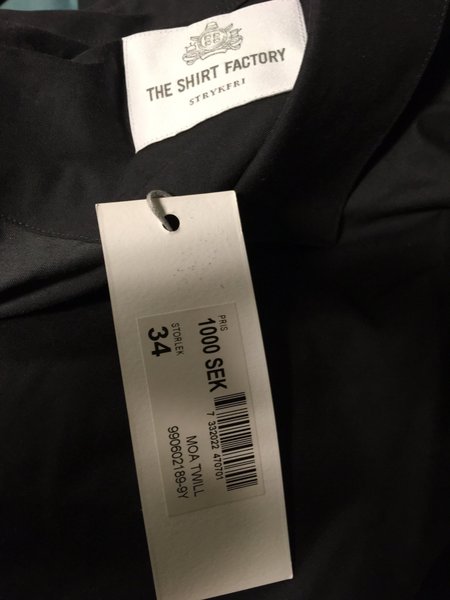 THE SHIRT FACTORY
STRYKFRI
PRIS
1000 SEK
STORLEK
34
7 332022 470701
MOA TWILL
990602189-9Y